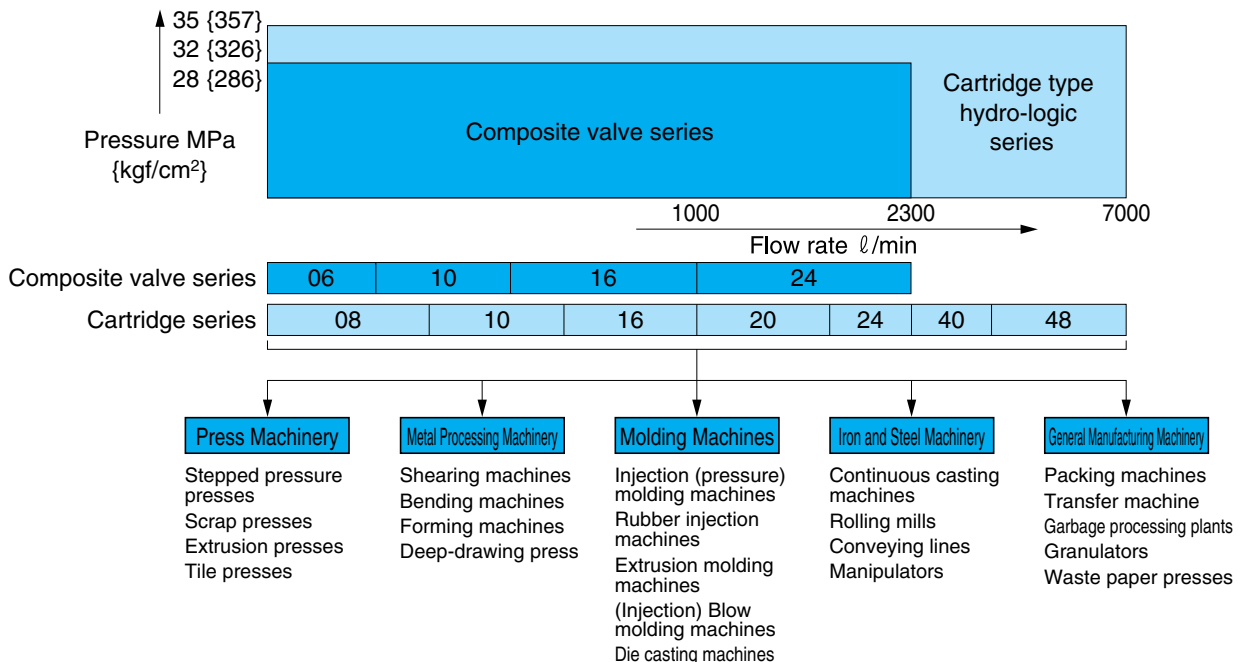 35 {357}
32 {326}
28 {286}
Pressure MPa
{kgf/cm²}
Composite valve series
Cartridge type
hydro-logic
series
1000 2300 7000
Flow rate ℓ/min
Composite valve series 06 10 16 24
Cartridge series 08 10 16 20 24 40 48
Press Machinery
Stepped pressure
presses
Scrap presses
Extrusion presses
Tile presses
Metal Processing Machinery
Shearing machines
Bending machines
Forming machines
Deep-drawing press
Molding Machines
Injection (pressure)
molding machines
Rubber injection
machines
Extrusion molding
machines
(Injection) Blow
molding machines
Die casting machines
Iron and Steel Machinery
Continuous casting
machines
Rolling mills
Conveying lines
Manipulators
General Manufacturing Machinery
Packing machines
Transfer machine
Garbage processing plants
Granulators
Waste paper presses